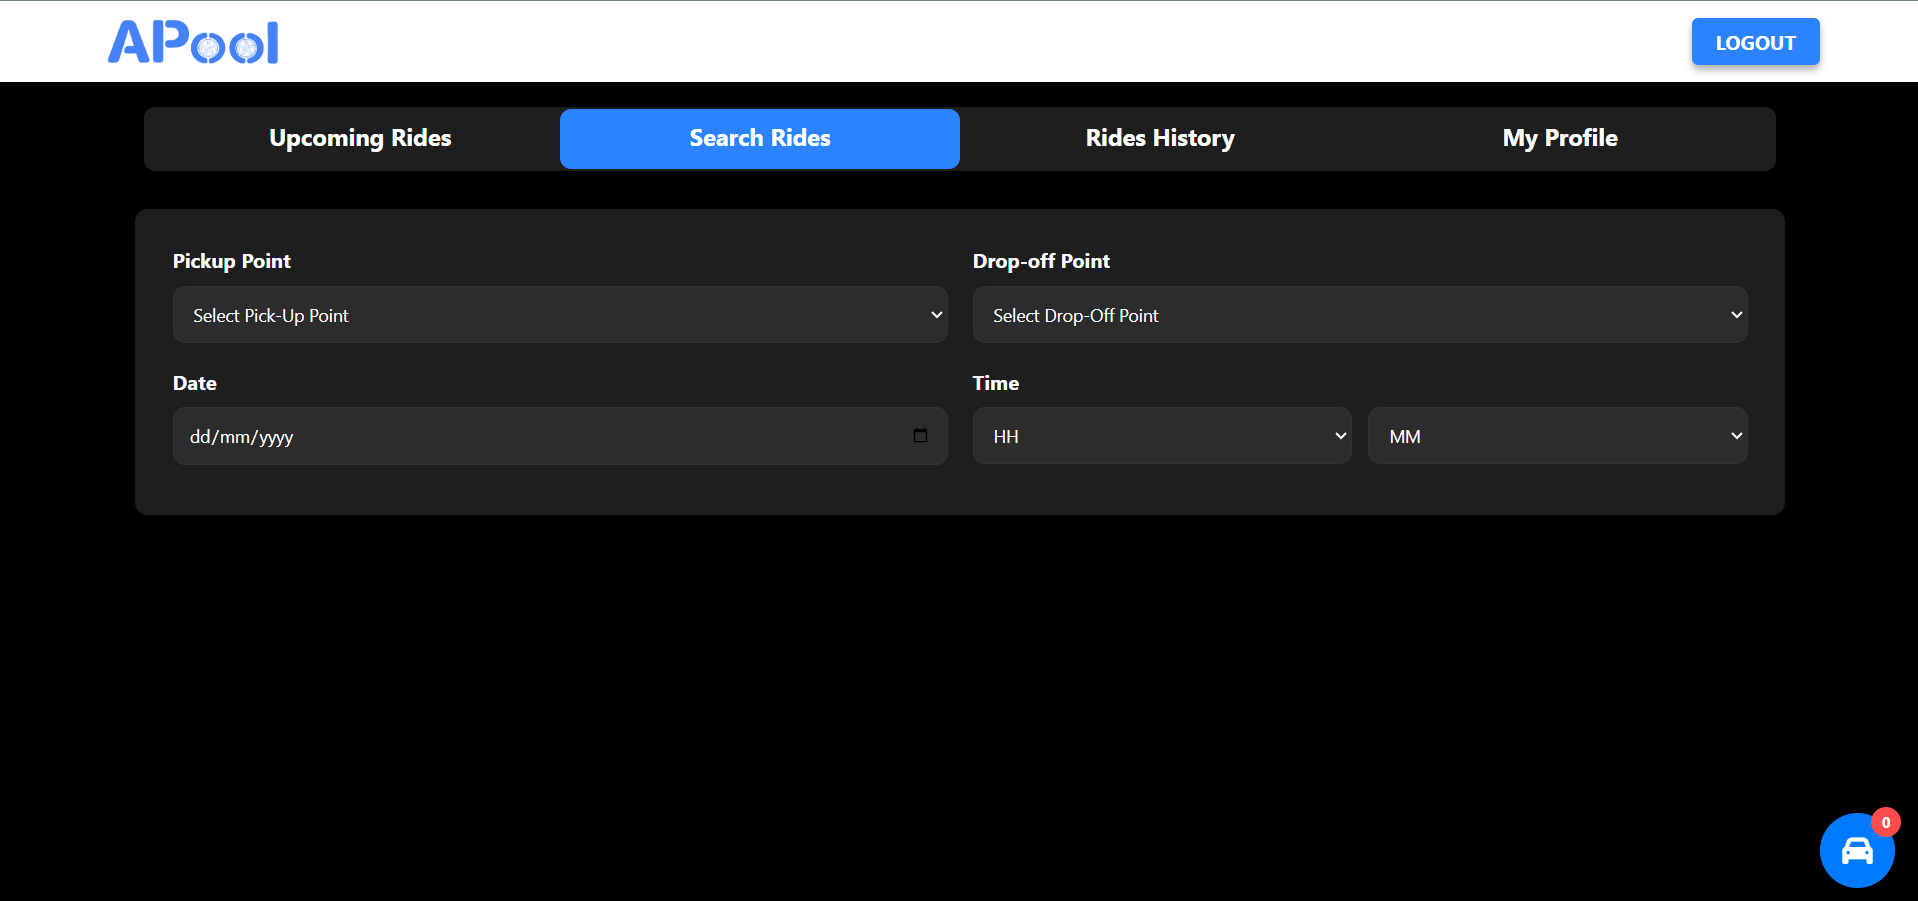 APool
LOGOUT
Upcoming Rides
Search Rides
Rides History
My Profile
Pickup Point
Drop-off Point
Select Pick-Up Point
Select Drop-Off Point
Date
Time
dd/mm/yyyy
HH
MM
0